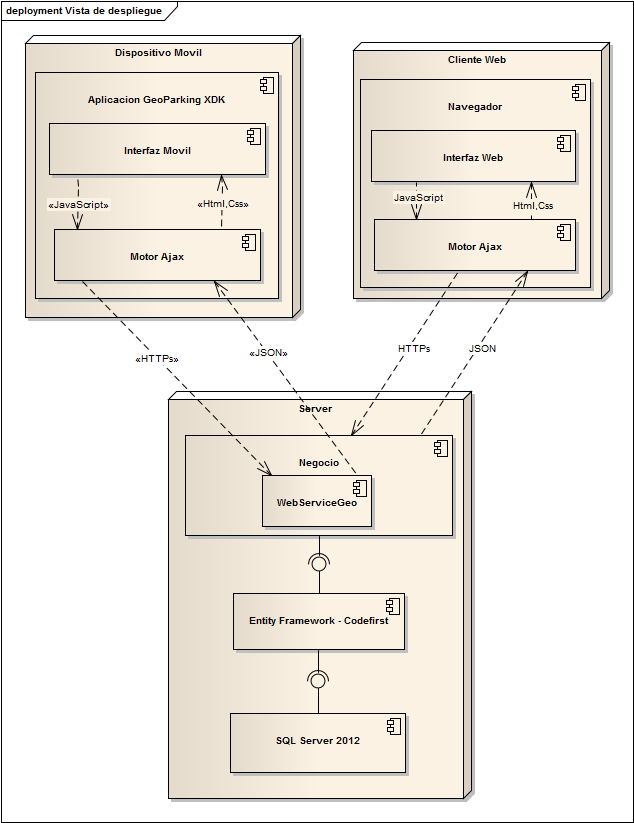 deployment Vista de despliegue
Dispositivo Movil
Aplicacion GeoParking XDK
Interfaz Movil
«JavaScript»
«Html,Css»
Motor Ajax
Cliente Web
Navegador
Interfaz Web
JavaScript
Html,Css
Motor Ajax
«HTTPs»
«JSON»
HTTPs
JSON
Server
Negocio
WebServiceGeo
Entity Framework - Codefirst
SQL Server 2012